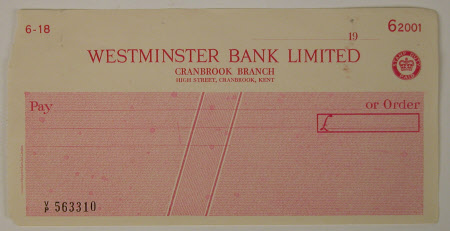 6-18
19
62001
WESTMINSTER BANK LIMITED
CRANBROOK BRANCH
HIGH STREET, CRANBROOK, KENT
Pay
or Order
£
V/P 563310